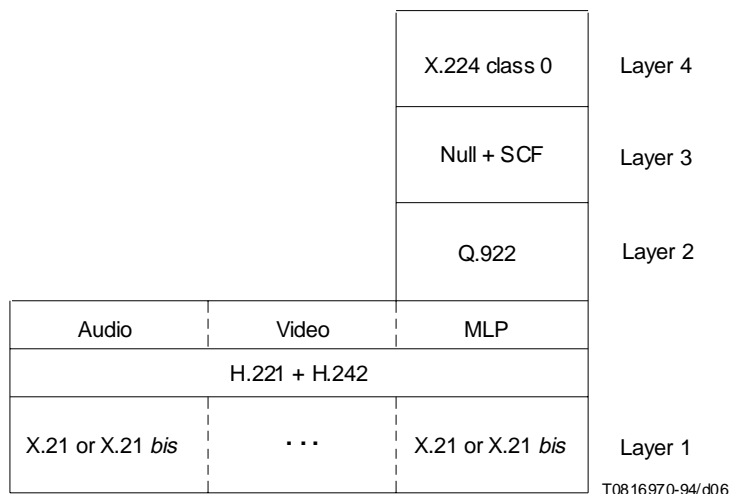 X.224 class 0 Layer 4
Null + SCF Layer 3
Q.922 Layer 2
Audio Video MLP
H.221 + H.242
X.21 or X.21 bis ... X.21 or X.21 bis Layer 1
T0816970-94/d06